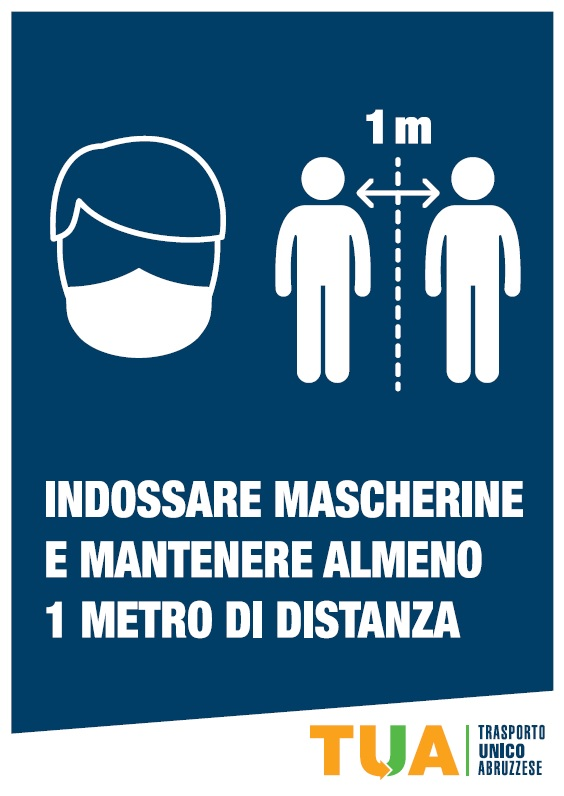 1 m
INDOSSARE MASCHERINE
E MANTENERE ALMENO
1 METRO DI DISTANZA
TUA
TRASPORTO
UNICO
ABRUZZESE